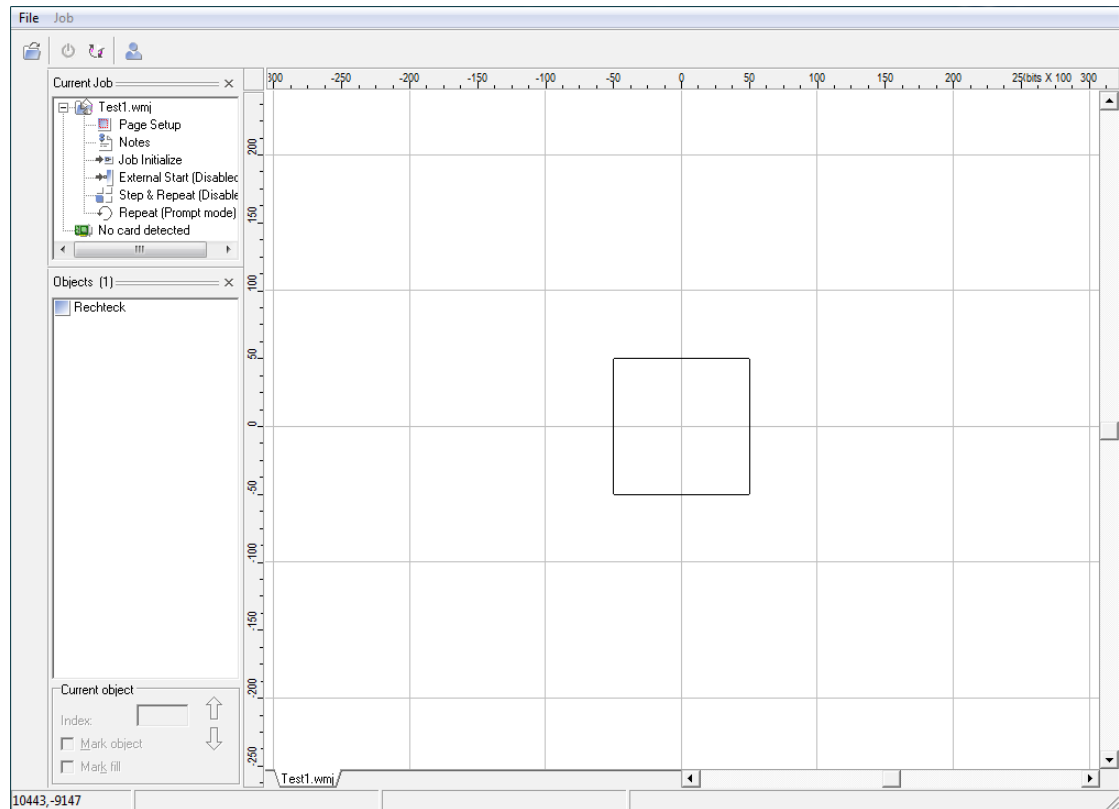 File Job
Current Job
Test1.wmj
Page Setup
Notes
Job Initialize
External Start (Disabled
Step & Repeat (Disable
Repeat (Prompt mode)
No card detected
Objects (1)
Rechteck
Current object
Index:
Mark object
Mark fill
300 -250 -200 -150 -100 -50 0 50 100 150 200 250 (bits X 100 300
200
150
100
50
0
-50
-100
-150
-200
-250
Test1.wmj
10443,-9147